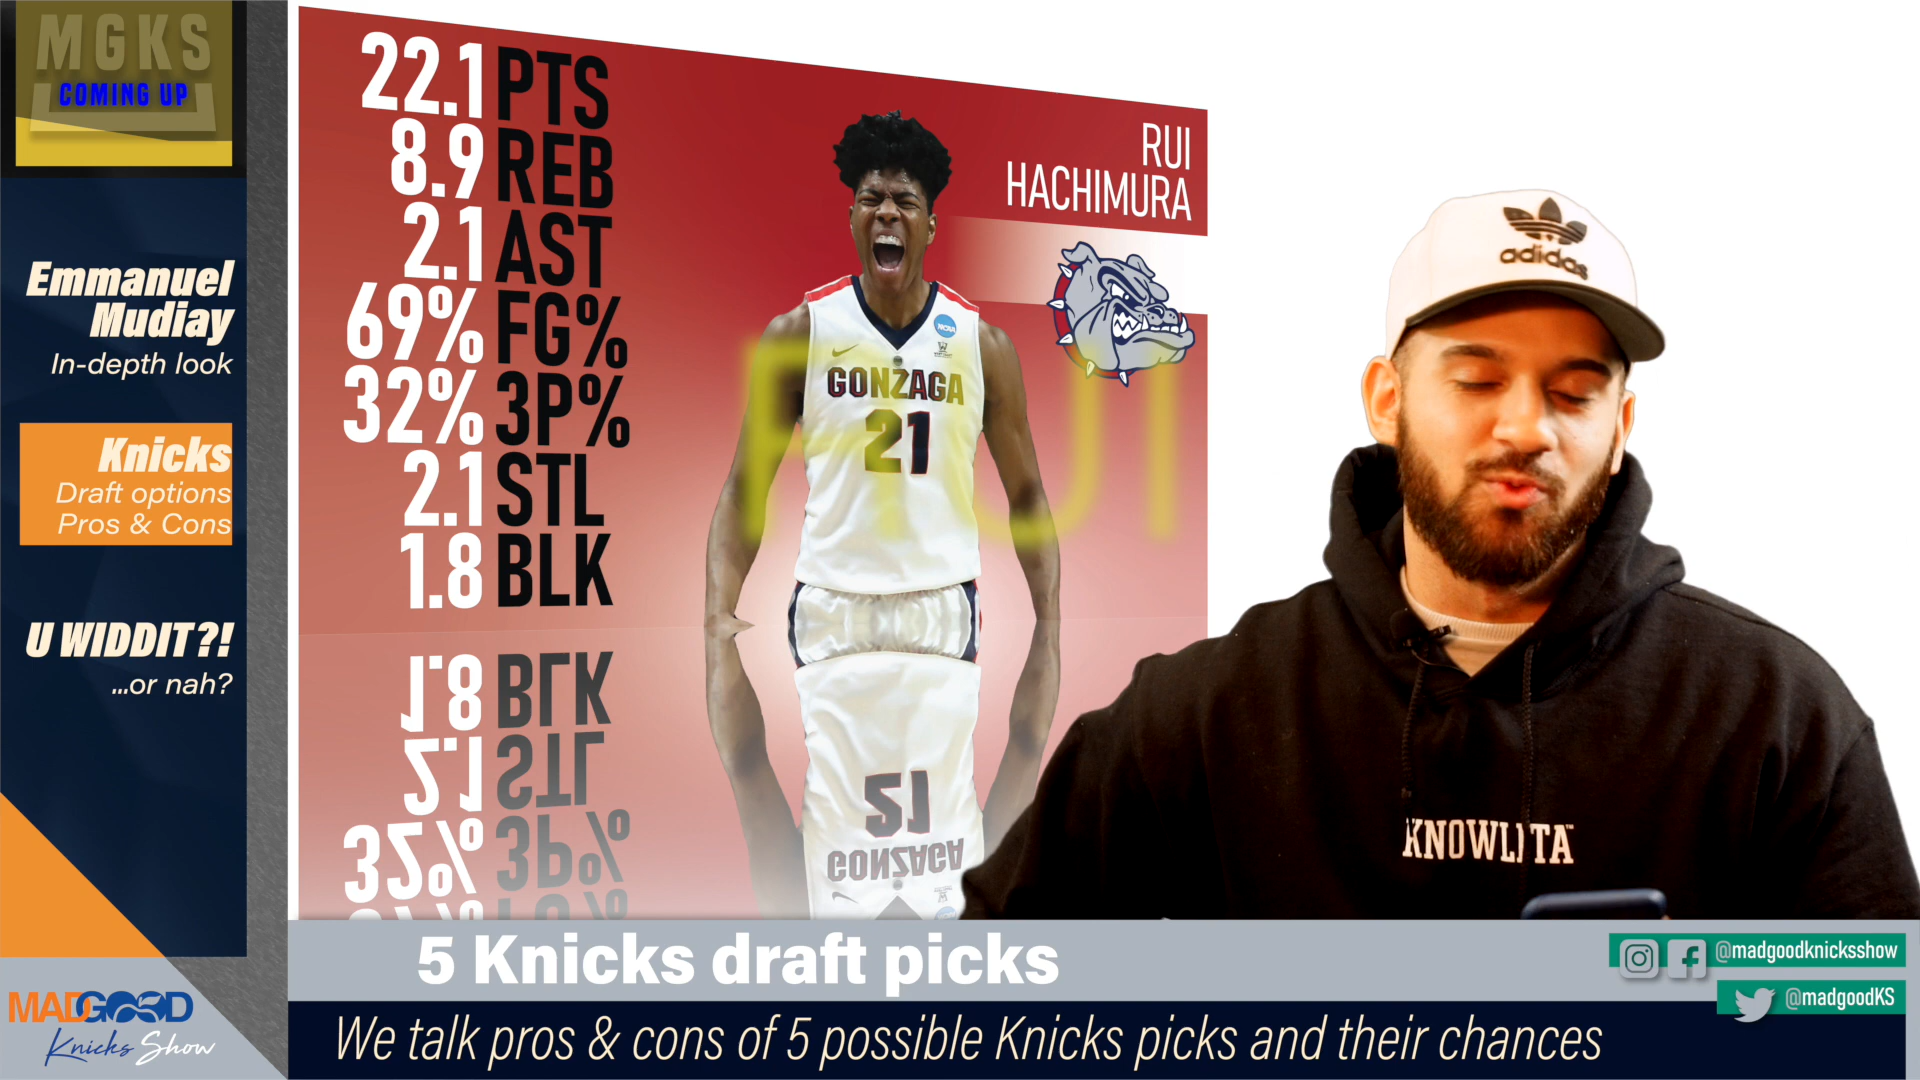 MGKS
COMING UP
Emmanuel
Mudiay
In-depth look
Knicks
Draft options
Pros & Cons
U WIDDIT?!
...or nah?
MADGOOD
Knicks Show
22.1 PTS
8.9 REB
2.1 AST
69% FG%
32% 3P%
2.1 STL
1.8 BLK
RUI
HACHIMURA
RUI
NCAA
GONZAGA
21
adidas
5 Knicks draft picks
We talk pros & cons of 5 possible Knicks picks and their chances
@madgoodknicksshow
@madgoodKS